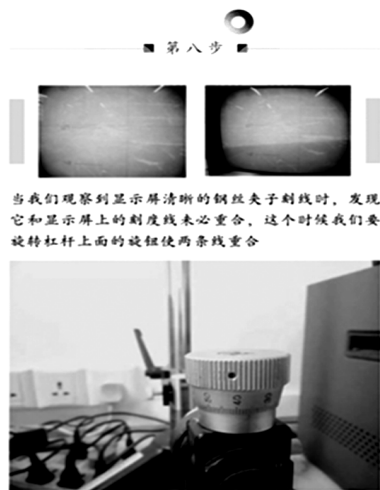 第八步
当我们观察到显示屏清晰的钢丝夹子刻线时，发现
它和显示屏上的刻度线未必重合，这个时候我们要
旋转杠杆上面的旋钮使两条线重合